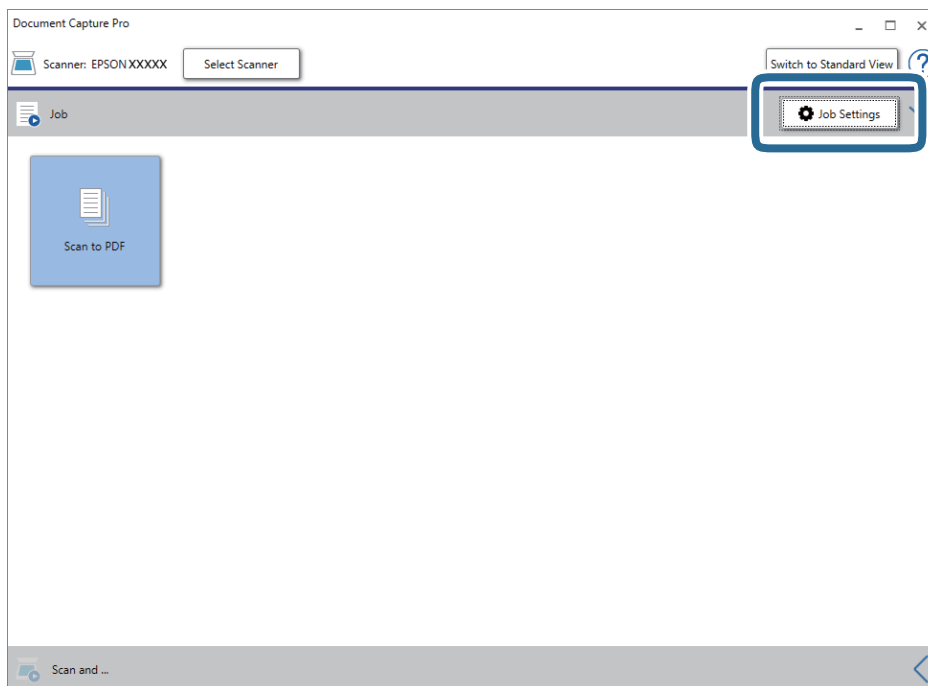 Document Capture Pro
Scanner: EPSON XXXXX Select Scanner Switch to Standard View ?
Job Job Settings
Scan to PDF
Scan and ...